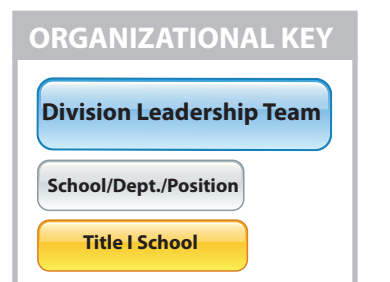 ORGANIZATIONAL KEY
Division Leadership Team
School/Dept./Position
Title I School